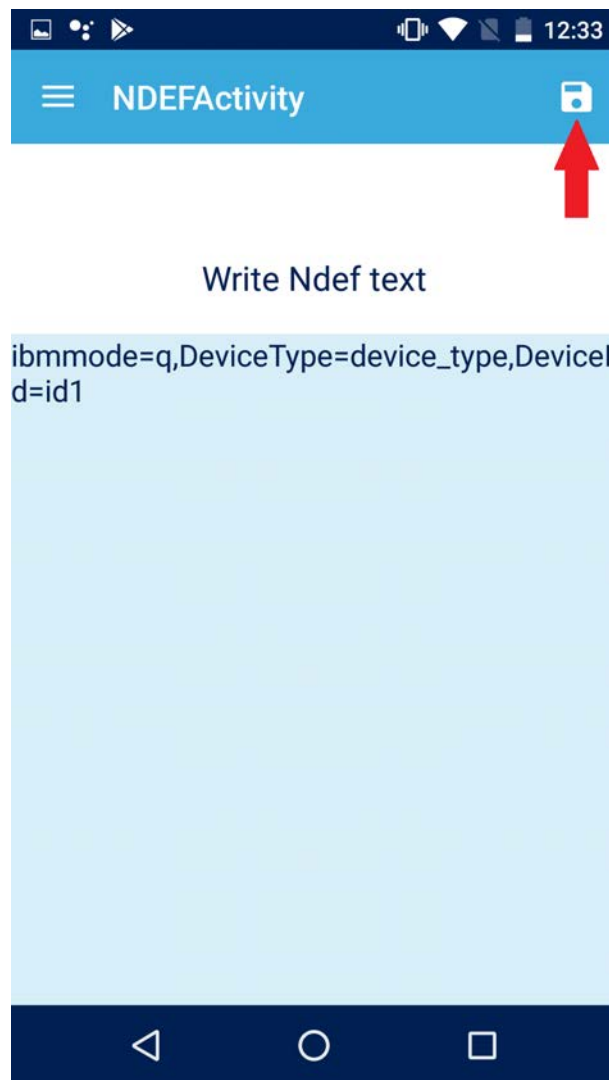 12:33
NDEFActivity
Write Ndef text
ibmmode=q,DeviceType=device_type,DeviceI
d=id1